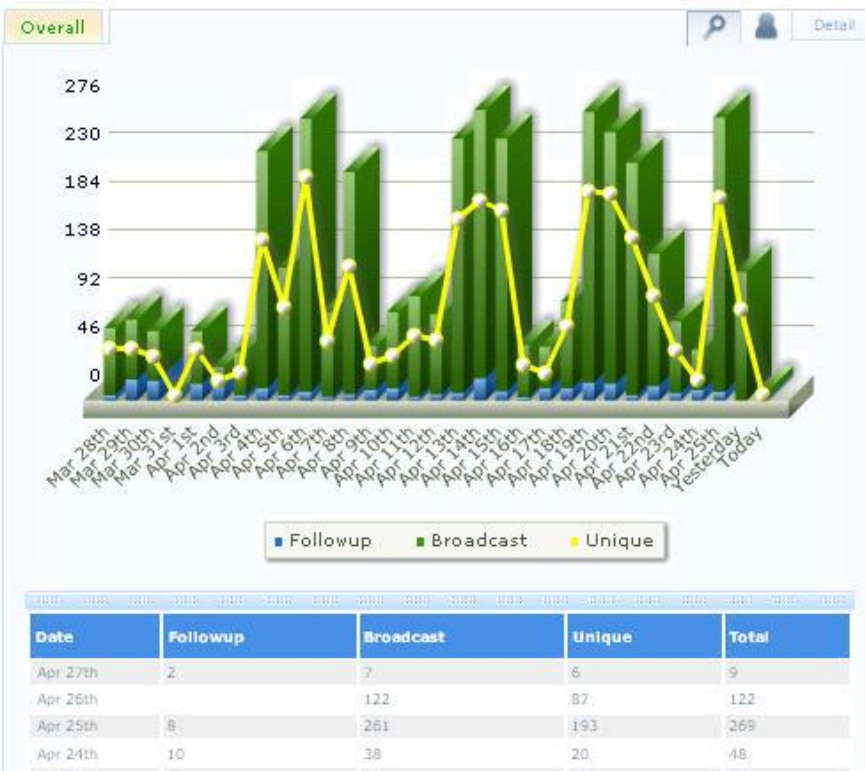 Overall
Detail
276
230
184
138
92
46
0
Mar 28th
Mar 29th
Mar 30th
Mar 31st
Apr 1st
Apr 2nd
Apr 3rd
Apr 4th
Apr 5th
Apr 6th
Apr 7th
Apr 8th
Apr 9th
Apr 10th
Apr 11th
Apr 12th
Apr 13th
Apr 14th
Apr 15th
Apr 16th
Apr 17th
Apr 18th
Apr 19th
Apr 20th
Apr 21st
Apr 22nd
Apr 23rd
Apr 24th
Apr 25th
Yesterday
Today
Followup Broadcast Unique
Date Followup Broadcast Unique Total
Apr 27th 2 7 6 9
Apr 26th 122 87 122
Apr 25th 8 261 193 269
Apr 24th 10 38 20 48